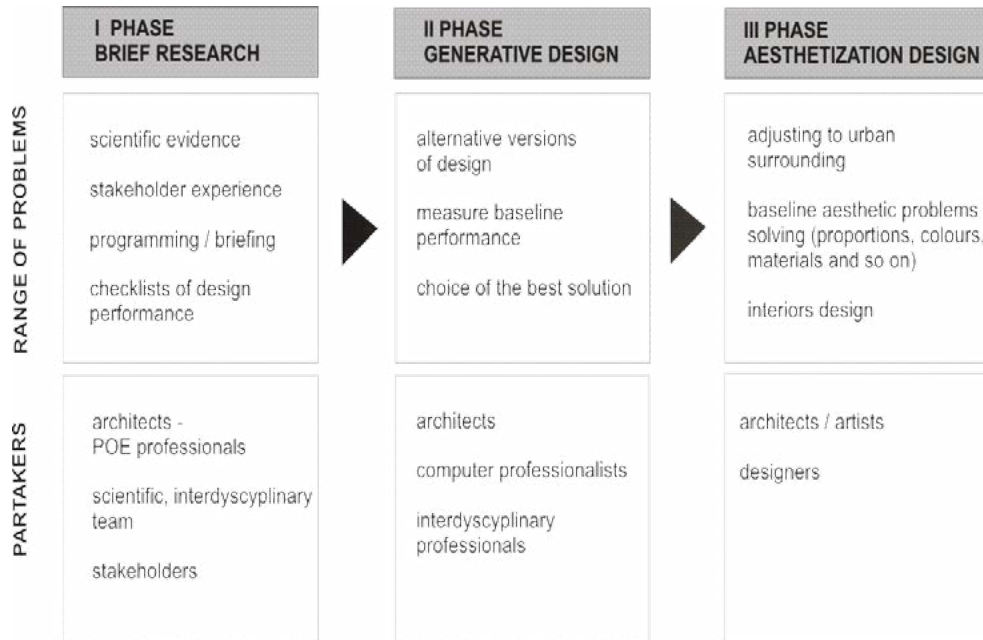 I PHASE
BRIEF RESEARCH
II PHASE
GENERATIVE DESIGN
III PHASE
AESTHETIZATION DESIGN
RANGE OF PROBLEMS
scientific evidence
stakeholder experience
programming / briefing
checklists of design
performance
alternative versions
of design
measure baseline
performance
choice of the best solution
adjusting to urban
surrounding
baseline aesthetic problems
solving (proportions, colours,
materials and so on)
interiors design
PARTAKERS
architects -
POE professionals
scientific, interdyscyplinary
team
stakeholders
architects
computer professionalists
interdyscyplinary
professionals
architects / artists
designers